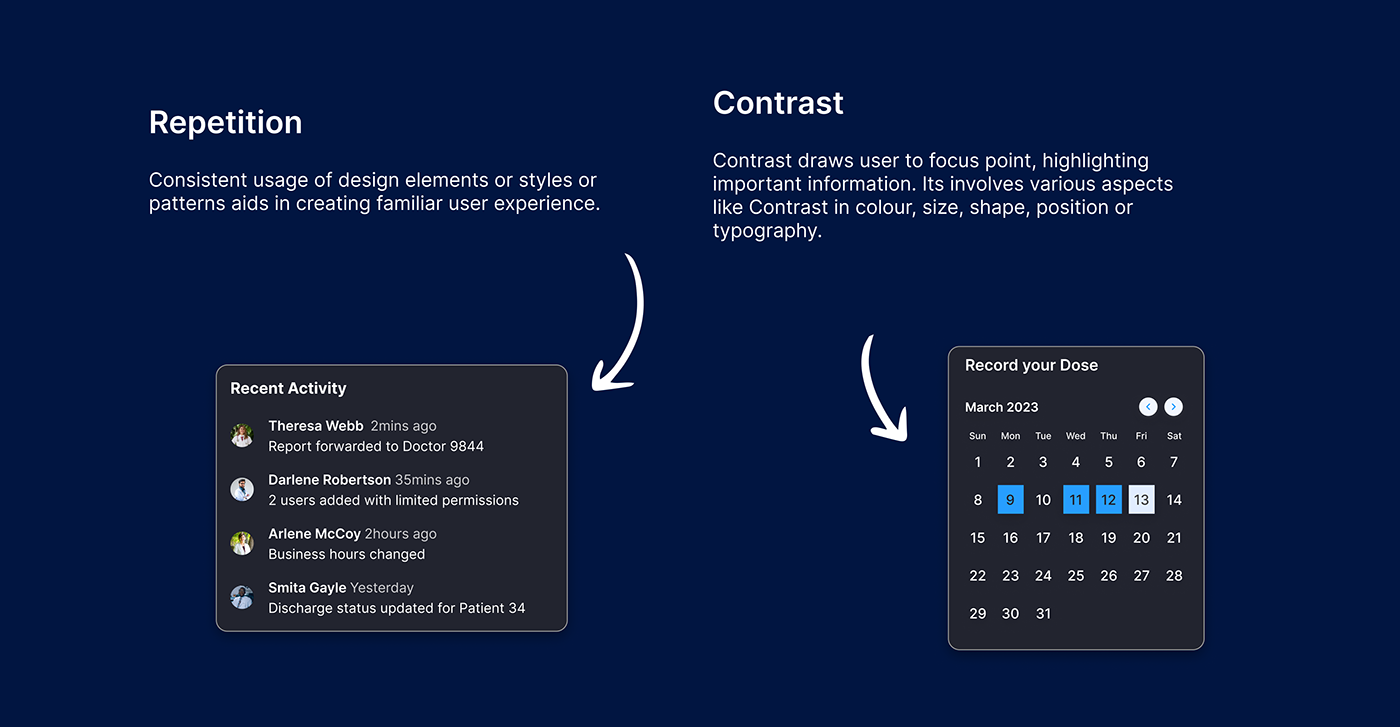 Repetition
Consistent usage of design elements or styles or
patterns aids in creating familiar user experience.
Recent Activity
Theresa Webb 2mins ago
Report forwarded to Doctor 9844
Darlene Robertson 35mins ago
2 users added with limited permissions
Arlene McCoy 2hours ago
Business hours changed
Smita Gayle Yesterday
Discharge status updated for Patient 34
Contrast
Contrast draws user to focus point, highlighting
important information. Its involves various aspects
like Contrast in colour, size, shape, position or
typography.
Record your Dose
March 2023
Sun Mon Tue Wed Thu Fri Sat
1 2 3 4 5 6 7
8 9 10 11 12 13 14
15 16 17 18 19 20 21
22 23 24 25 26 27 28
29 30 31